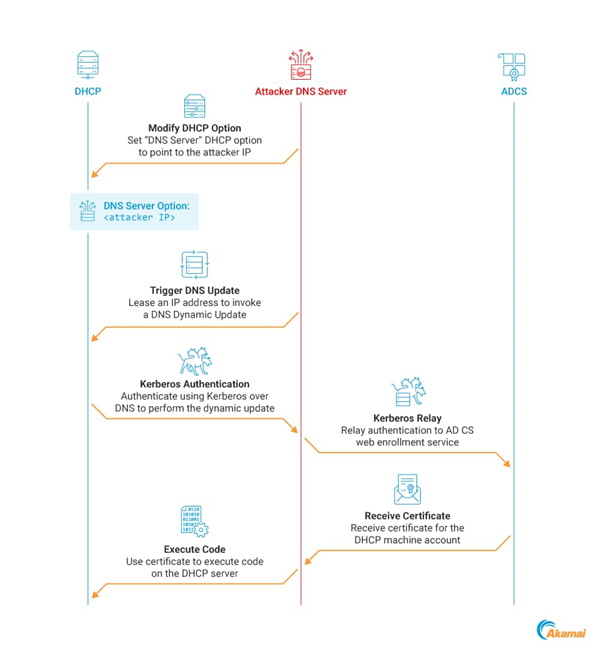 DHCP
Attacker DNS Server
ADCS
Modify DHCP Option
Set "DNS Server" DHCP option
to point to the attacker IP
DNS Server Option:
<attacker IP>
Trigger DNS Update
Lease an IP address to invoke
a DNS Dynamic Update
Kerberos Authentication
Authenticate using Kerberos over
DNS to perform the dynamic update
Kerberos Relay
Relay authentication to AD CS
web enrollment service
Receive Certificate
Receive certificate for the
DHCP machine account
Execute Code
Use certificate to execute code
on the DHCP server
Akamai